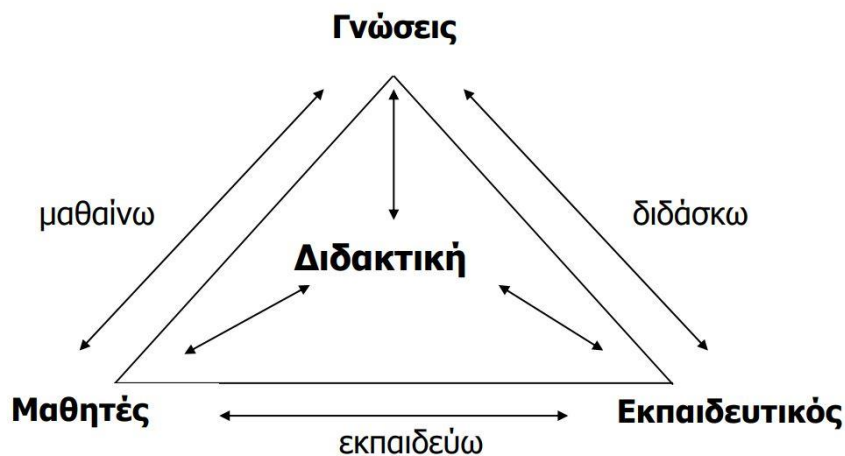 Γνώσεις
μαθαίνω
διδάσκω
Διδακτική
Μαθητές
Εκπαιδευτικός
εκπαιδεύω